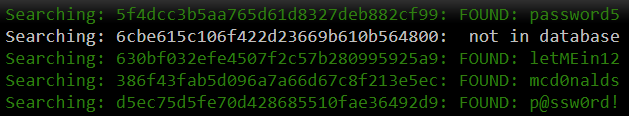 Searching: 5f4dcc3b5aa765d61d8327deb882cf99: FOUND: password5
Searching: 6cbe615c106f422d23669b610b564800:  not in database
Searching: 630bf032efe4507f2c57b280995925a9: FOUND: letMEin12
Searching: 386f43fab5d096a7a66d67c8f213e5ec: FOUND: mcd0nalds
Searching: d5ec75d5fe70d428685510fae36492d9: FOUND: p@ssw0rd!